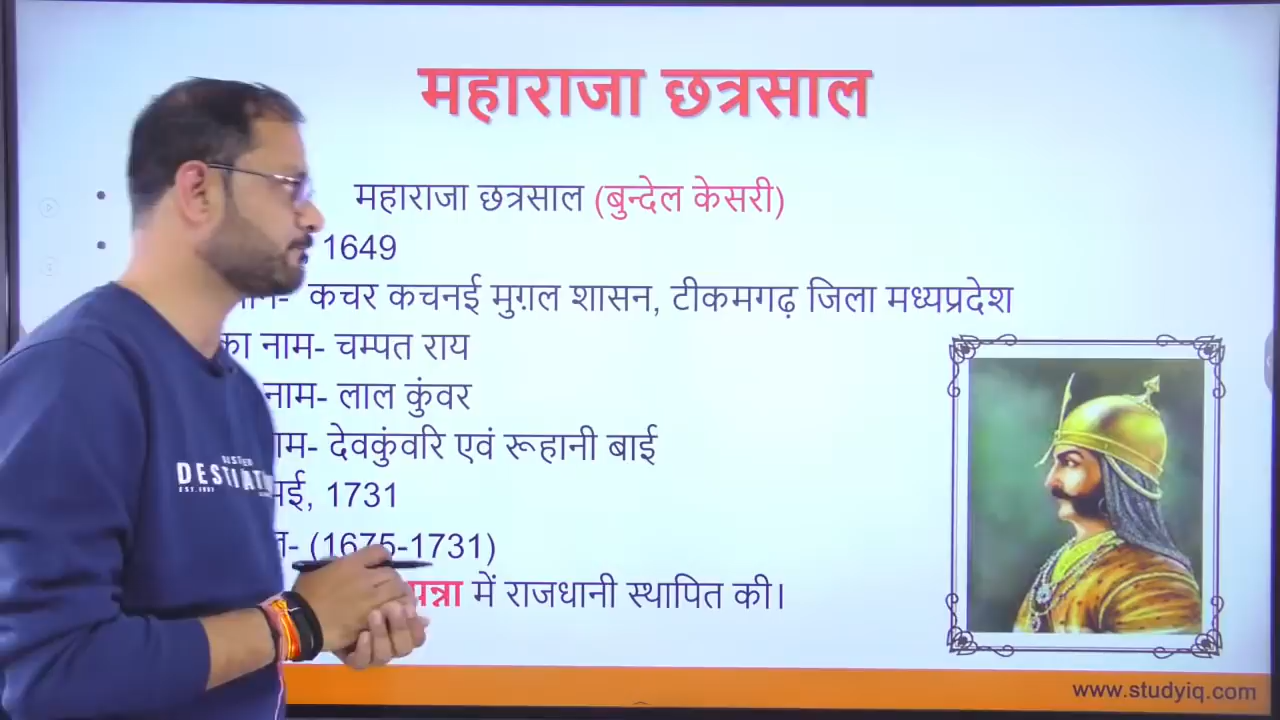 महाराजा छत्रसाल
महाराजा छत्रसाल (बुन्देल केसरी)
1649
कचर कचनई मुग़ल शासन, टीकमगढ़ जिला मध्यप्रदेश
का नाम- चम्पत राय
नाम- लाल कुंवर
देवकुंवरि एवं रूहानी बाई
1731
(1675-1731)
पन्ना में राजधानी स्थापित की।
www.studyiq.com